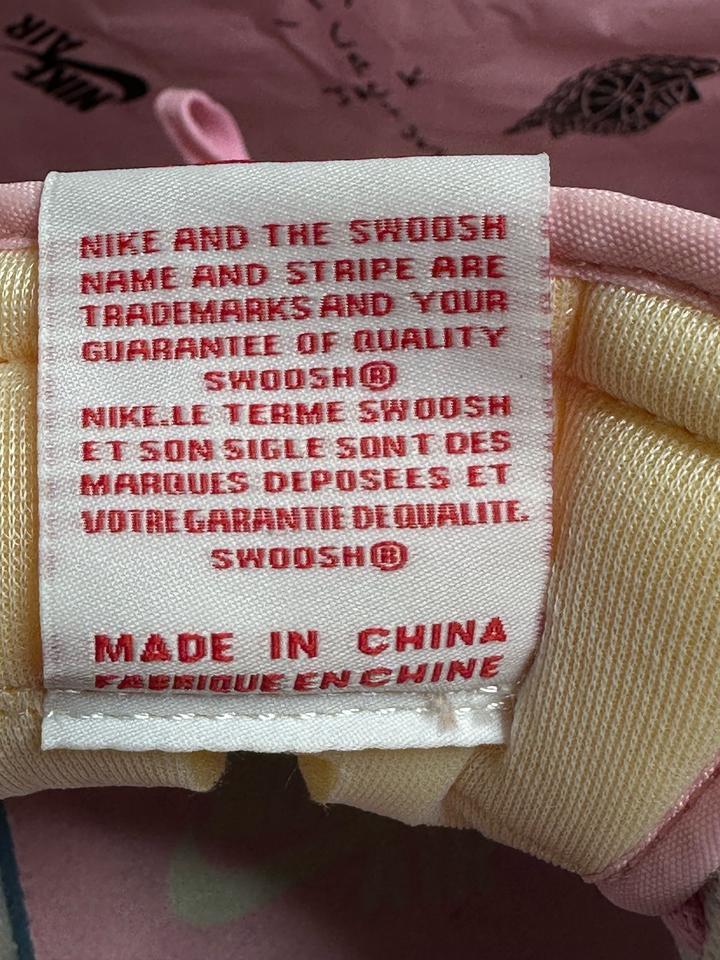 NIKE AIR
NIKE AND THE SWOOSH
NAME AND STRIPE ARE
TRADEMARKS AND YOUR
GUARANTEE OF QUALITY
SWOOSH®
NIKE.LE TERME SWOOSH
ET SON SIGLE SONT DES
MARQUES DEPOSEES ET
VOTRE GARANTIE DE QUALITE.
SWOOSH®
MADE IN CHINA
FABRIQUE EN CHINE